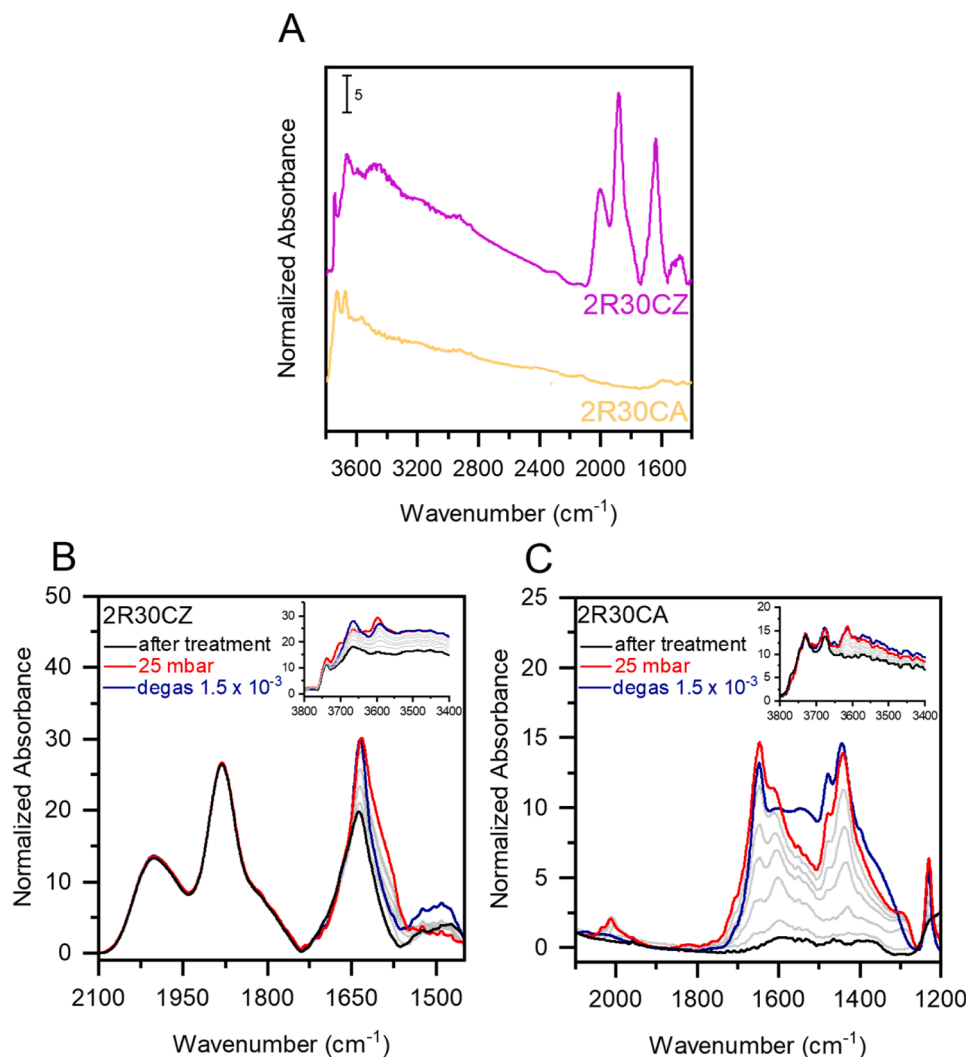 A
5
Normalized Absorbance
2R30CZ
2R30CA
3600 3200 2800 2400 2000 1600
Wavenumber (cm⁻¹)
B
2R30CZ
after treatment
25 mbar
degas 1.5 x 10⁻³
Normalized Absorbance
50
40
30
20
10
0
30
20
10
0
3800 3700 3600 3500 3400
2100 1950 1800 1650 1500
Wavenumber (cm⁻¹)
C
2R30CA
after treatment
25 mbar
degas 1.5 x 10⁻³
Normalized Absorbance
25
20
15
10
5
0
20
15
10
5
0
3800 3700 3600 3500 3400
2000 1800 1600 1400 1200
Wavenumber (cm⁻¹)